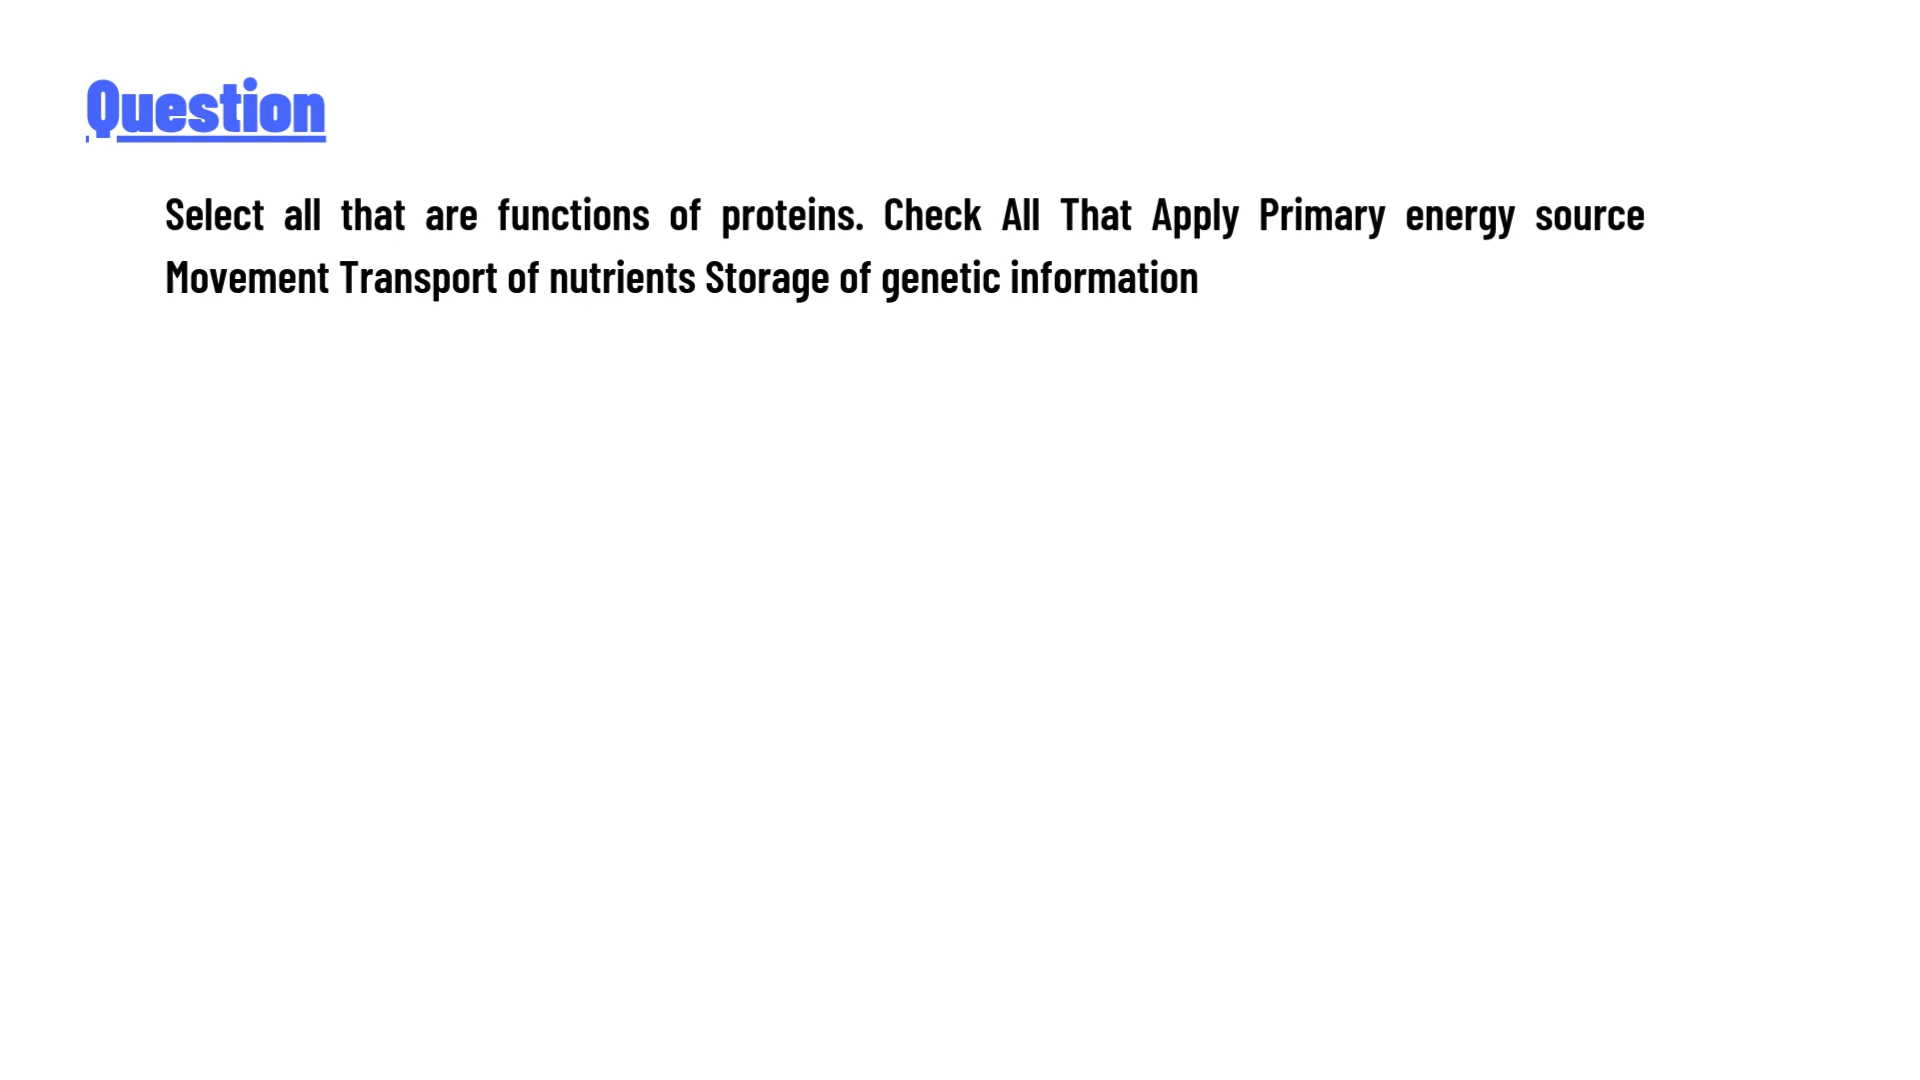 Question
Select all that are functions of proteins. Check All That Apply Primary energy source
Movement Transport of nutrients Storage of genetic information